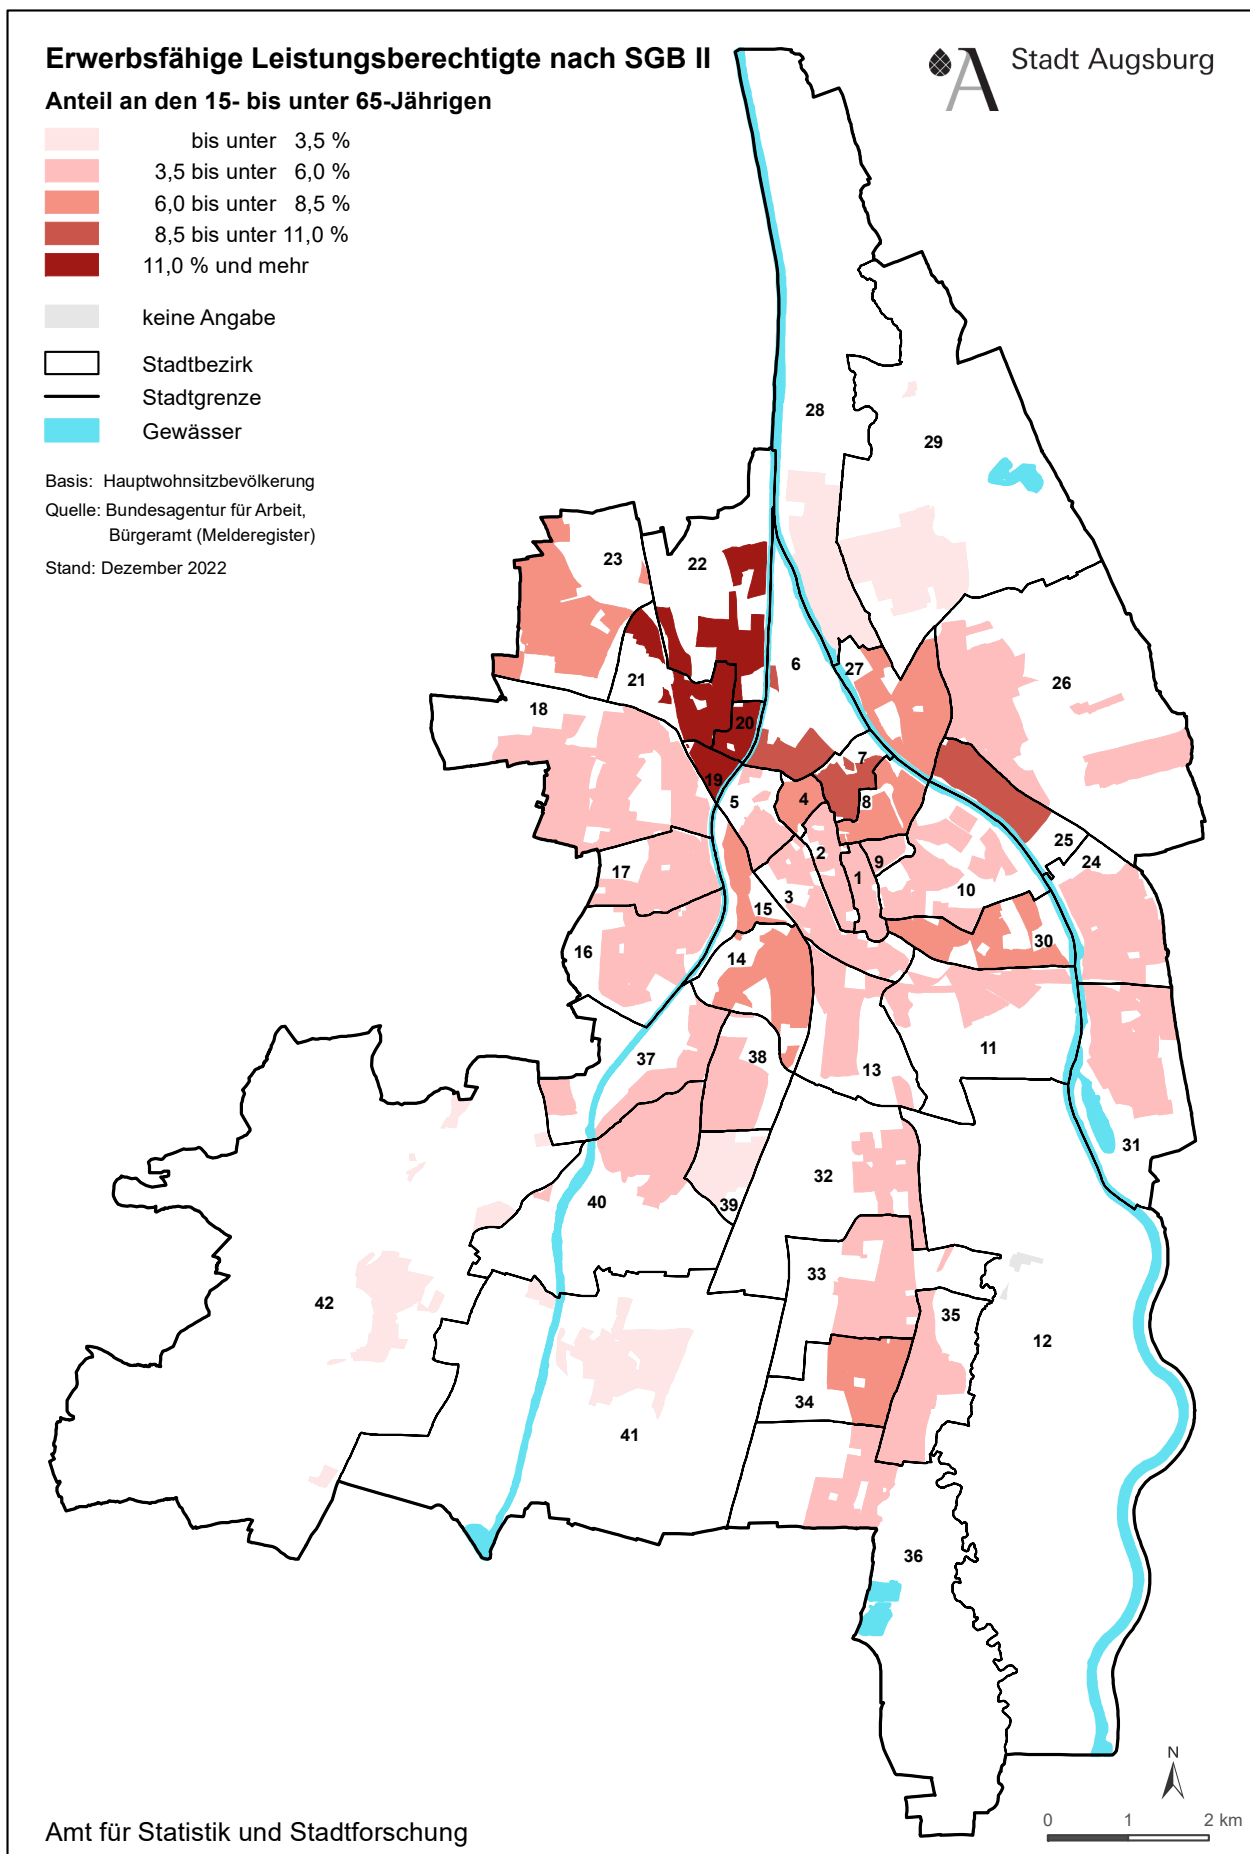 Erwerbsfähige Leistungsberechtigte nach SGB II
Stadt Augsburg
Anteil an den 15- bis unter 65-Jährigen
bis unter 3,5 %
3,5 bis unter 6,0 %
6,0 bis unter 8,5 %
8,5 bis unter 11,0 %
11,0 % und mehr
keine Angabe
Stadtbezirk
Stadtgrenze
Gewässer
Basis: Hauptwohnsitzbevölkerung
Quelle: Bundesagentur für Arbeit,
Bürgeramt (Melderegister)
Stand: Dezember 2022
28
29
23
22
6
27
21
26
18
20
7
19
5
4
8
25
2
9
24
17
1
10
3
15
30
16
14
11
37
38
13
31
32
40
39
33
42
35
12
34
41
36
N
0 1 2 km
Amt für Statistik und Stadtforschung